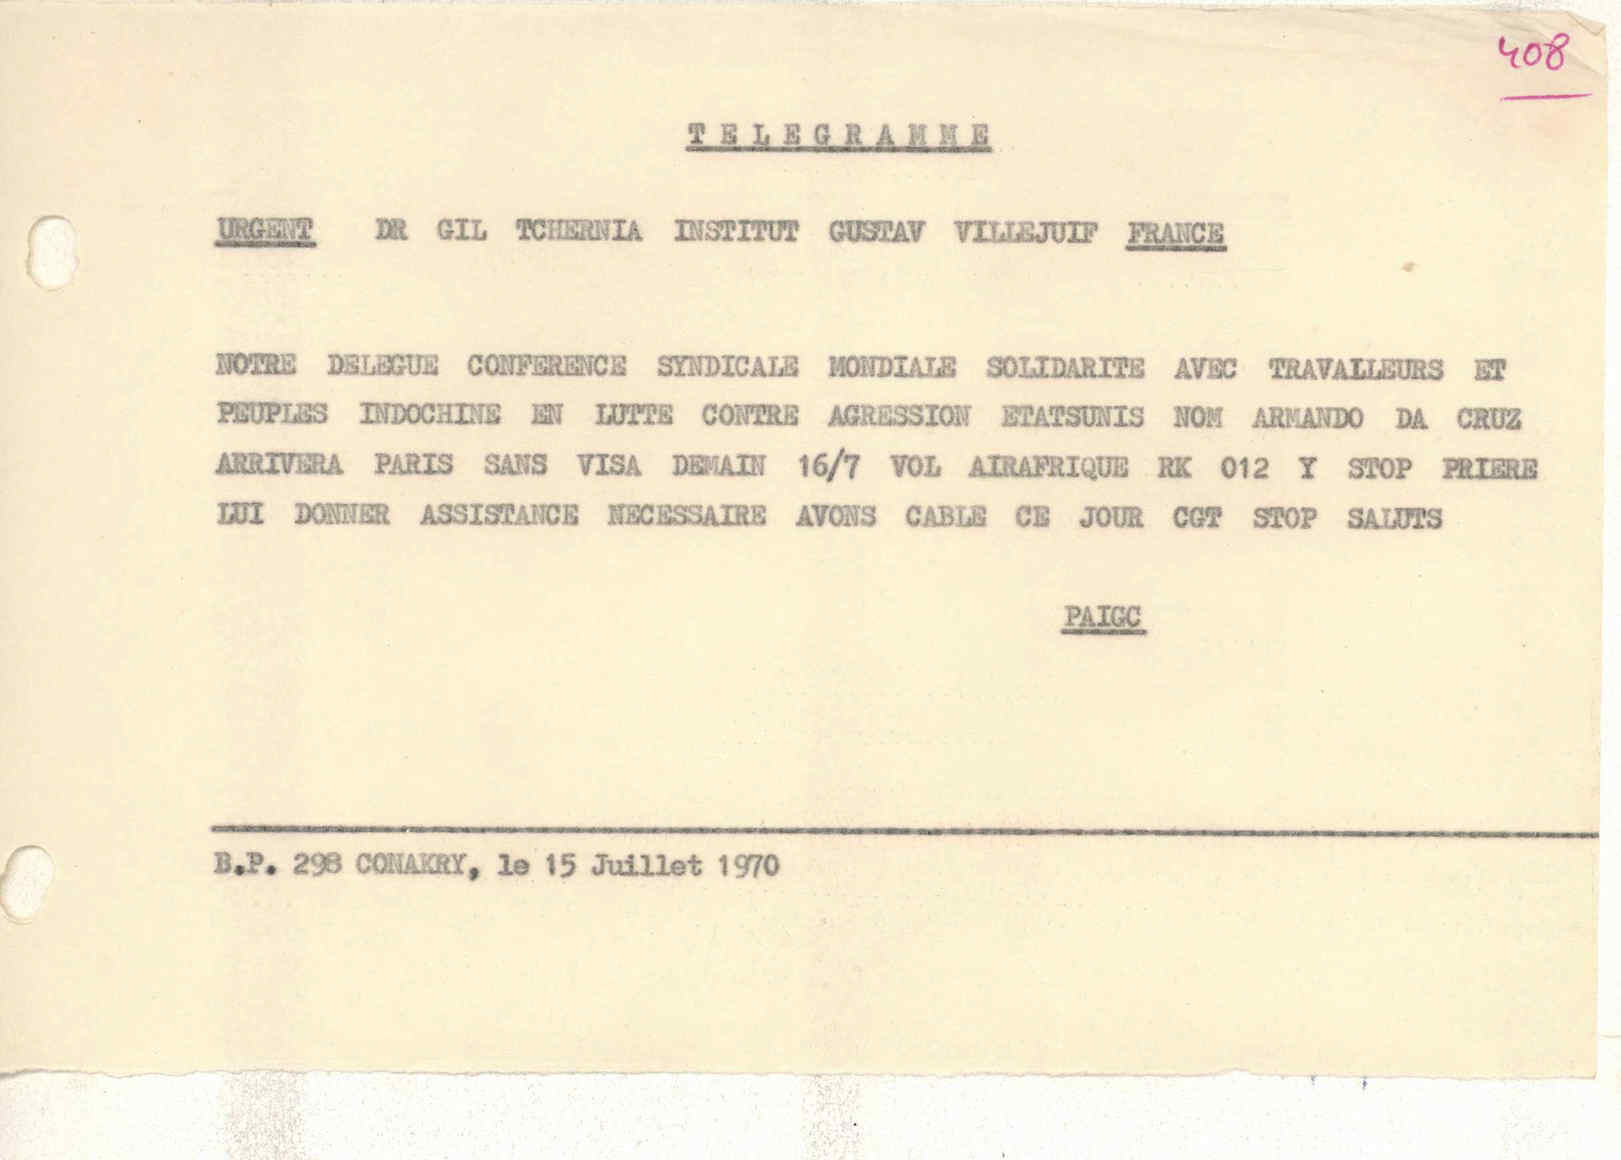 408
TELEGRAMME
URGENT DR GIL TCHERNIA INSTITUT GUSTAV VILLEJUIF FRANCE
NOTRE DELEGUE CONFERENCE SYNDICALE MONDIALE SOLIDARITE AVEC TRAVALLEURS ET
PEUPLES INDOCHINE EN LUTTE CONTRE AGRESSION ETATSUNIS NOM ARMANDO DA CRUZ
ARRIVERA PARIS SANS VISA DEMAIN 16/7 VOL AIRAFRIQUE RK 012 Y STOP PRIERE
LUI DONNER ASSISTANCE NECESSAIRE AVONS CABLE CE JOUR CGT STOP SALUTS
PAIGC
B.P. 298 CONAKRY, le 15 Juillet 1970